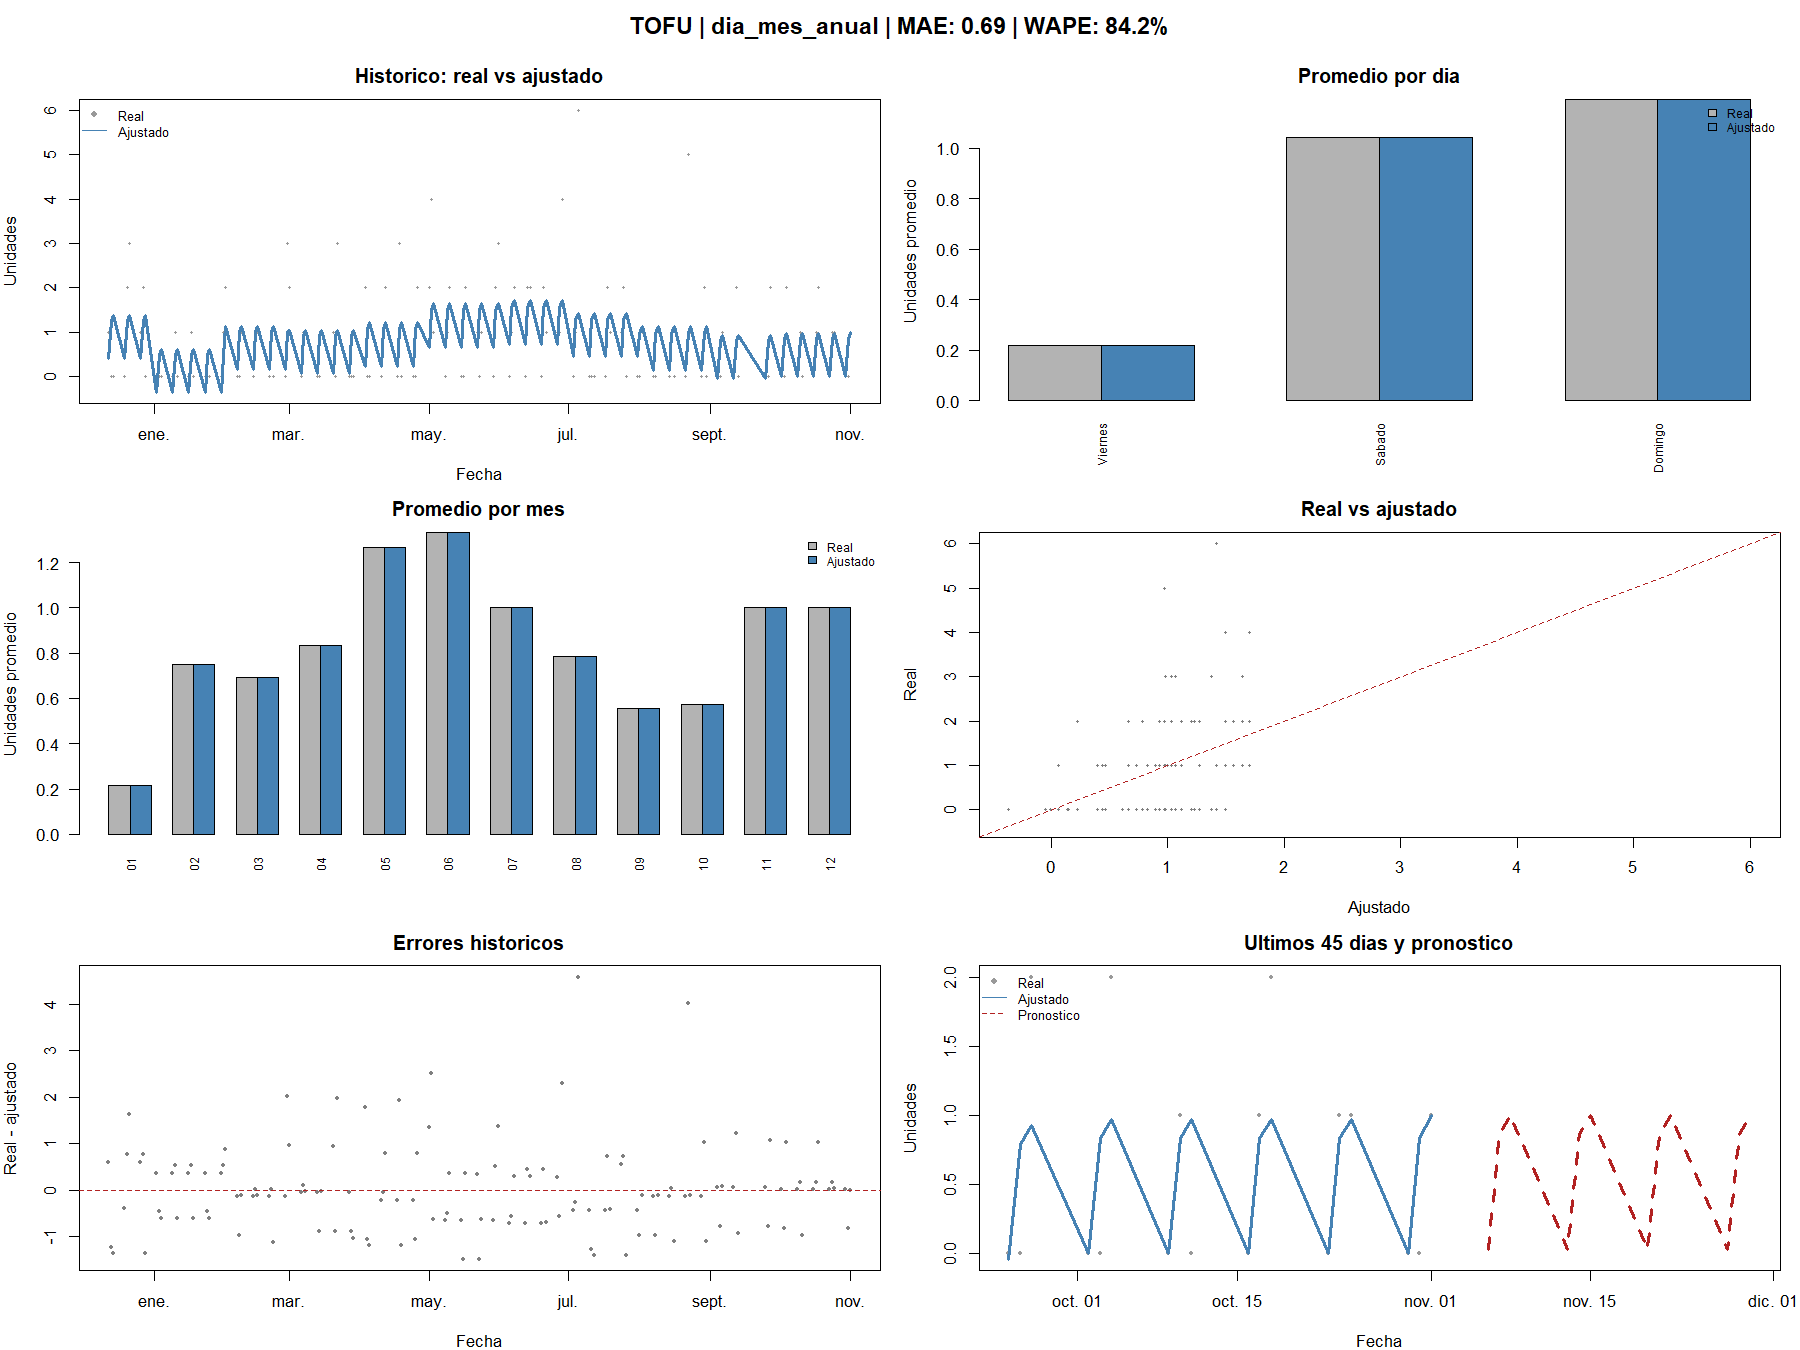 TOFU | dia_mes_anual | MAE: 0.69 | WAPE: 84.2%
Historico: real vs ajustado
Real
Ajustado
Unidades
0 1 2 3 4 5 6
ene. mar. may. jul. sept. nov.
Fecha
Promedio por dia
Real
Ajustado
Unidades promedio
0.0 0.2 0.4 0.6 0.8 1.0
Viernes Sabado Domingo
Promedio por mes
Real
Ajustado
Unidades promedio
0.0 0.2 0.4 0.6 0.8 1.0 1.2
01 02 03 04 05 06 07 08 09 10 11 12
Real vs ajustado
Real
0 1 2 3 4 5 6
0 1 2 3 4 5 6
Ajustado
Errores historicos
Real - ajustado
-1 0 1 2 3 4
ene. mar. may. jul. sept. nov.
Fecha
Ultimos 45 dias y pronostico
Real
Ajustado
Pronostico
Unidades
0.0 0.5 1.0 1.5 2.0
oct. 01 oct. 15 nov. 01 nov. 15 dic. 01
Fecha